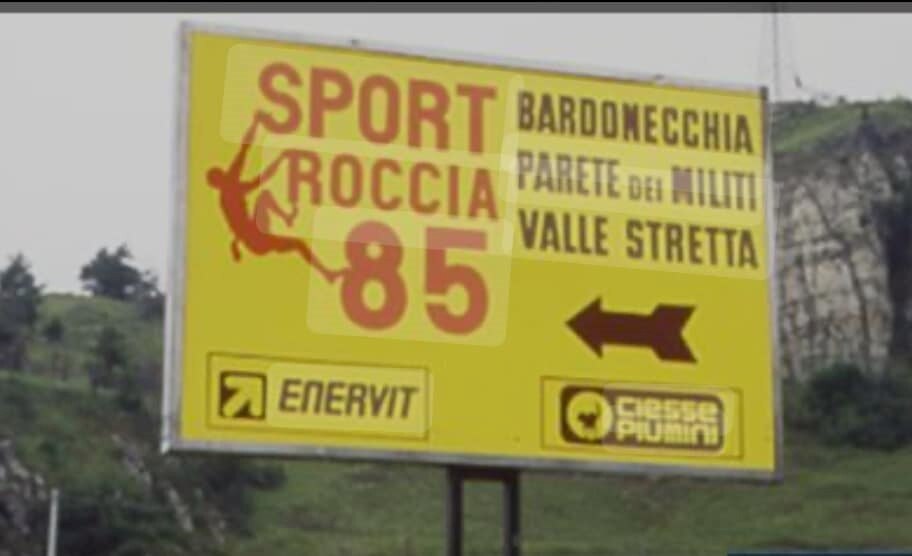 SPORT
ROCCIA
85
BARDONECCHIA
PARETE DEI MILITI
VALLE STRETTA
ENERVIT
ciesse
piumini